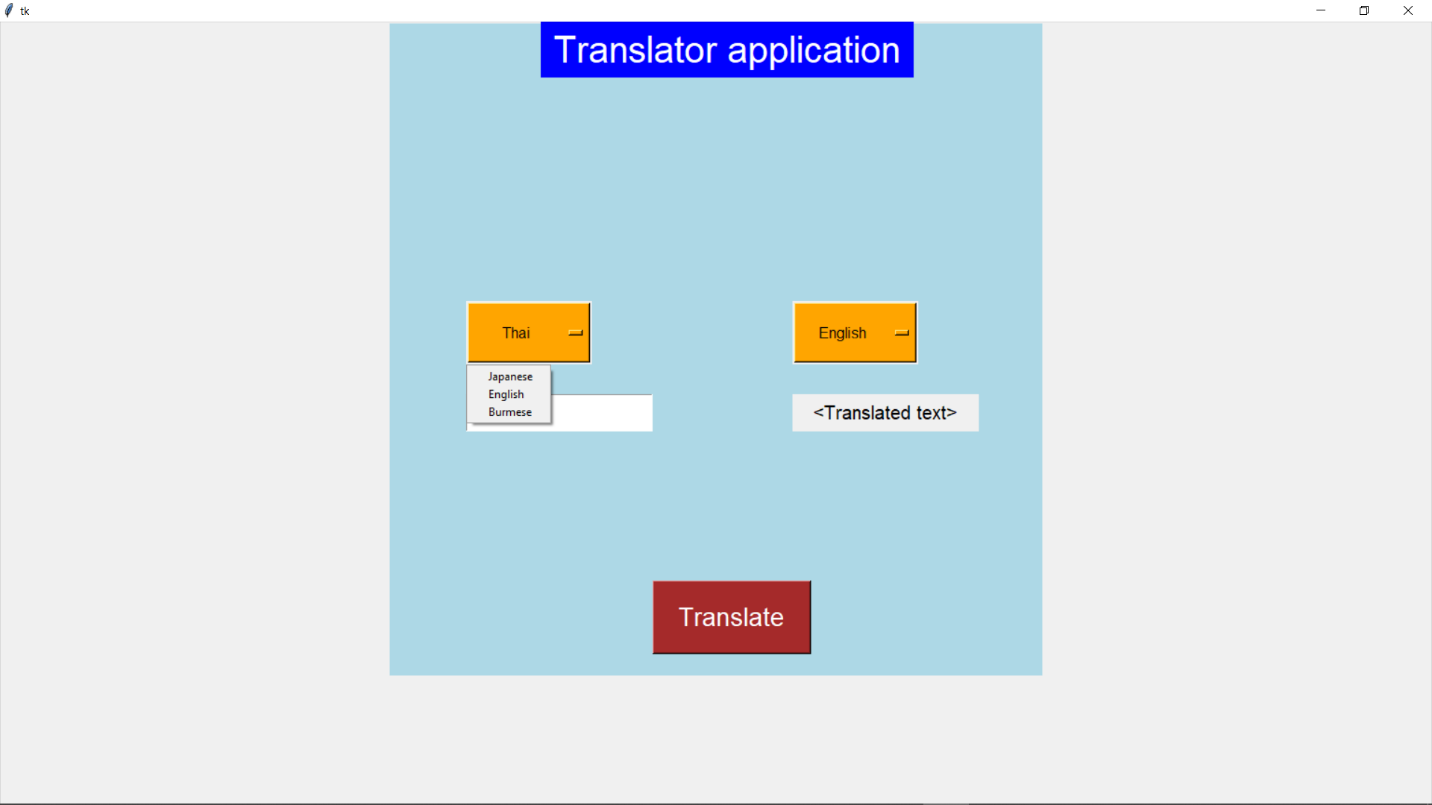 tk
Translator application
Thai
English
Japanese
English
Burmese
<Translated text>
Translate